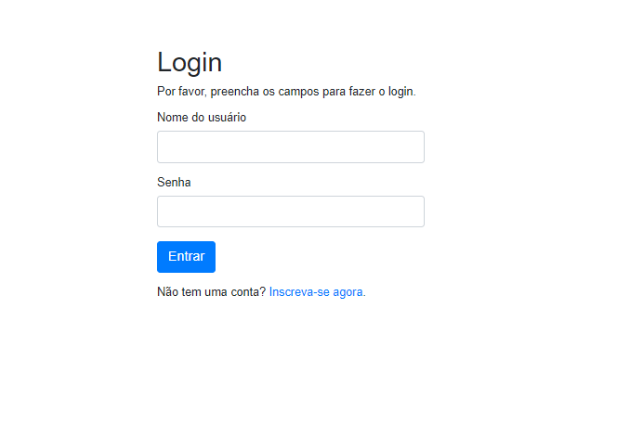 Login
Por favor, preencha os campos para fazer o login.
Nome do usuário
Senha
Entrar
Não tem uma conta? Inscreva-se agora.